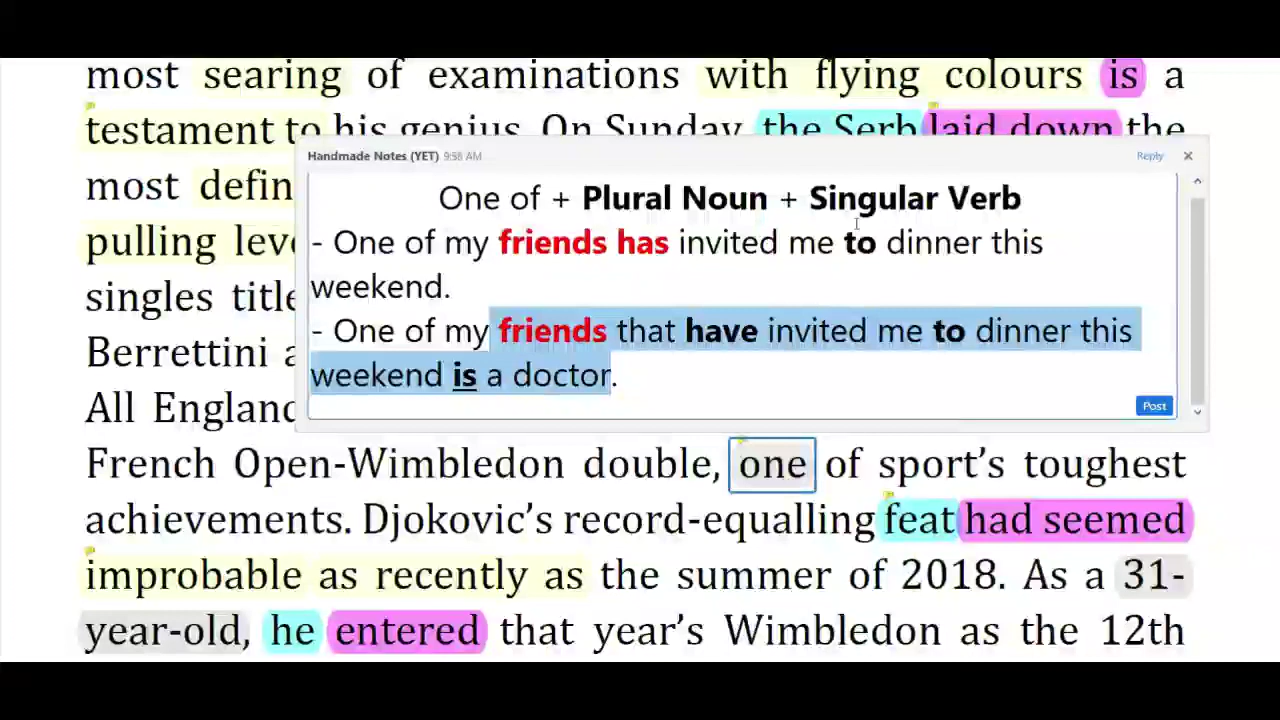 most searing of examinations with flying colours is a
testament to his genius. On Sunday, the Serb laid down the
most defin
pulling leve
singles title
Berrettini a
All England
Handmade Notes (YET) 9:58 AM Reply
One of + Plural Noun + Singular Verb
- One of my friends has invited me to dinner this
weekend.
- One of my friends that have invited me to dinner this
weekend is a doctor.
Post
French Open-Wimbledon double, one of sport's toughest
achievements. Djokovic's record-equalling feat had seemed
improbable as recently as the summer of 2018. As a 31-
year-old, he entered that year's Wimbledon as the 12th